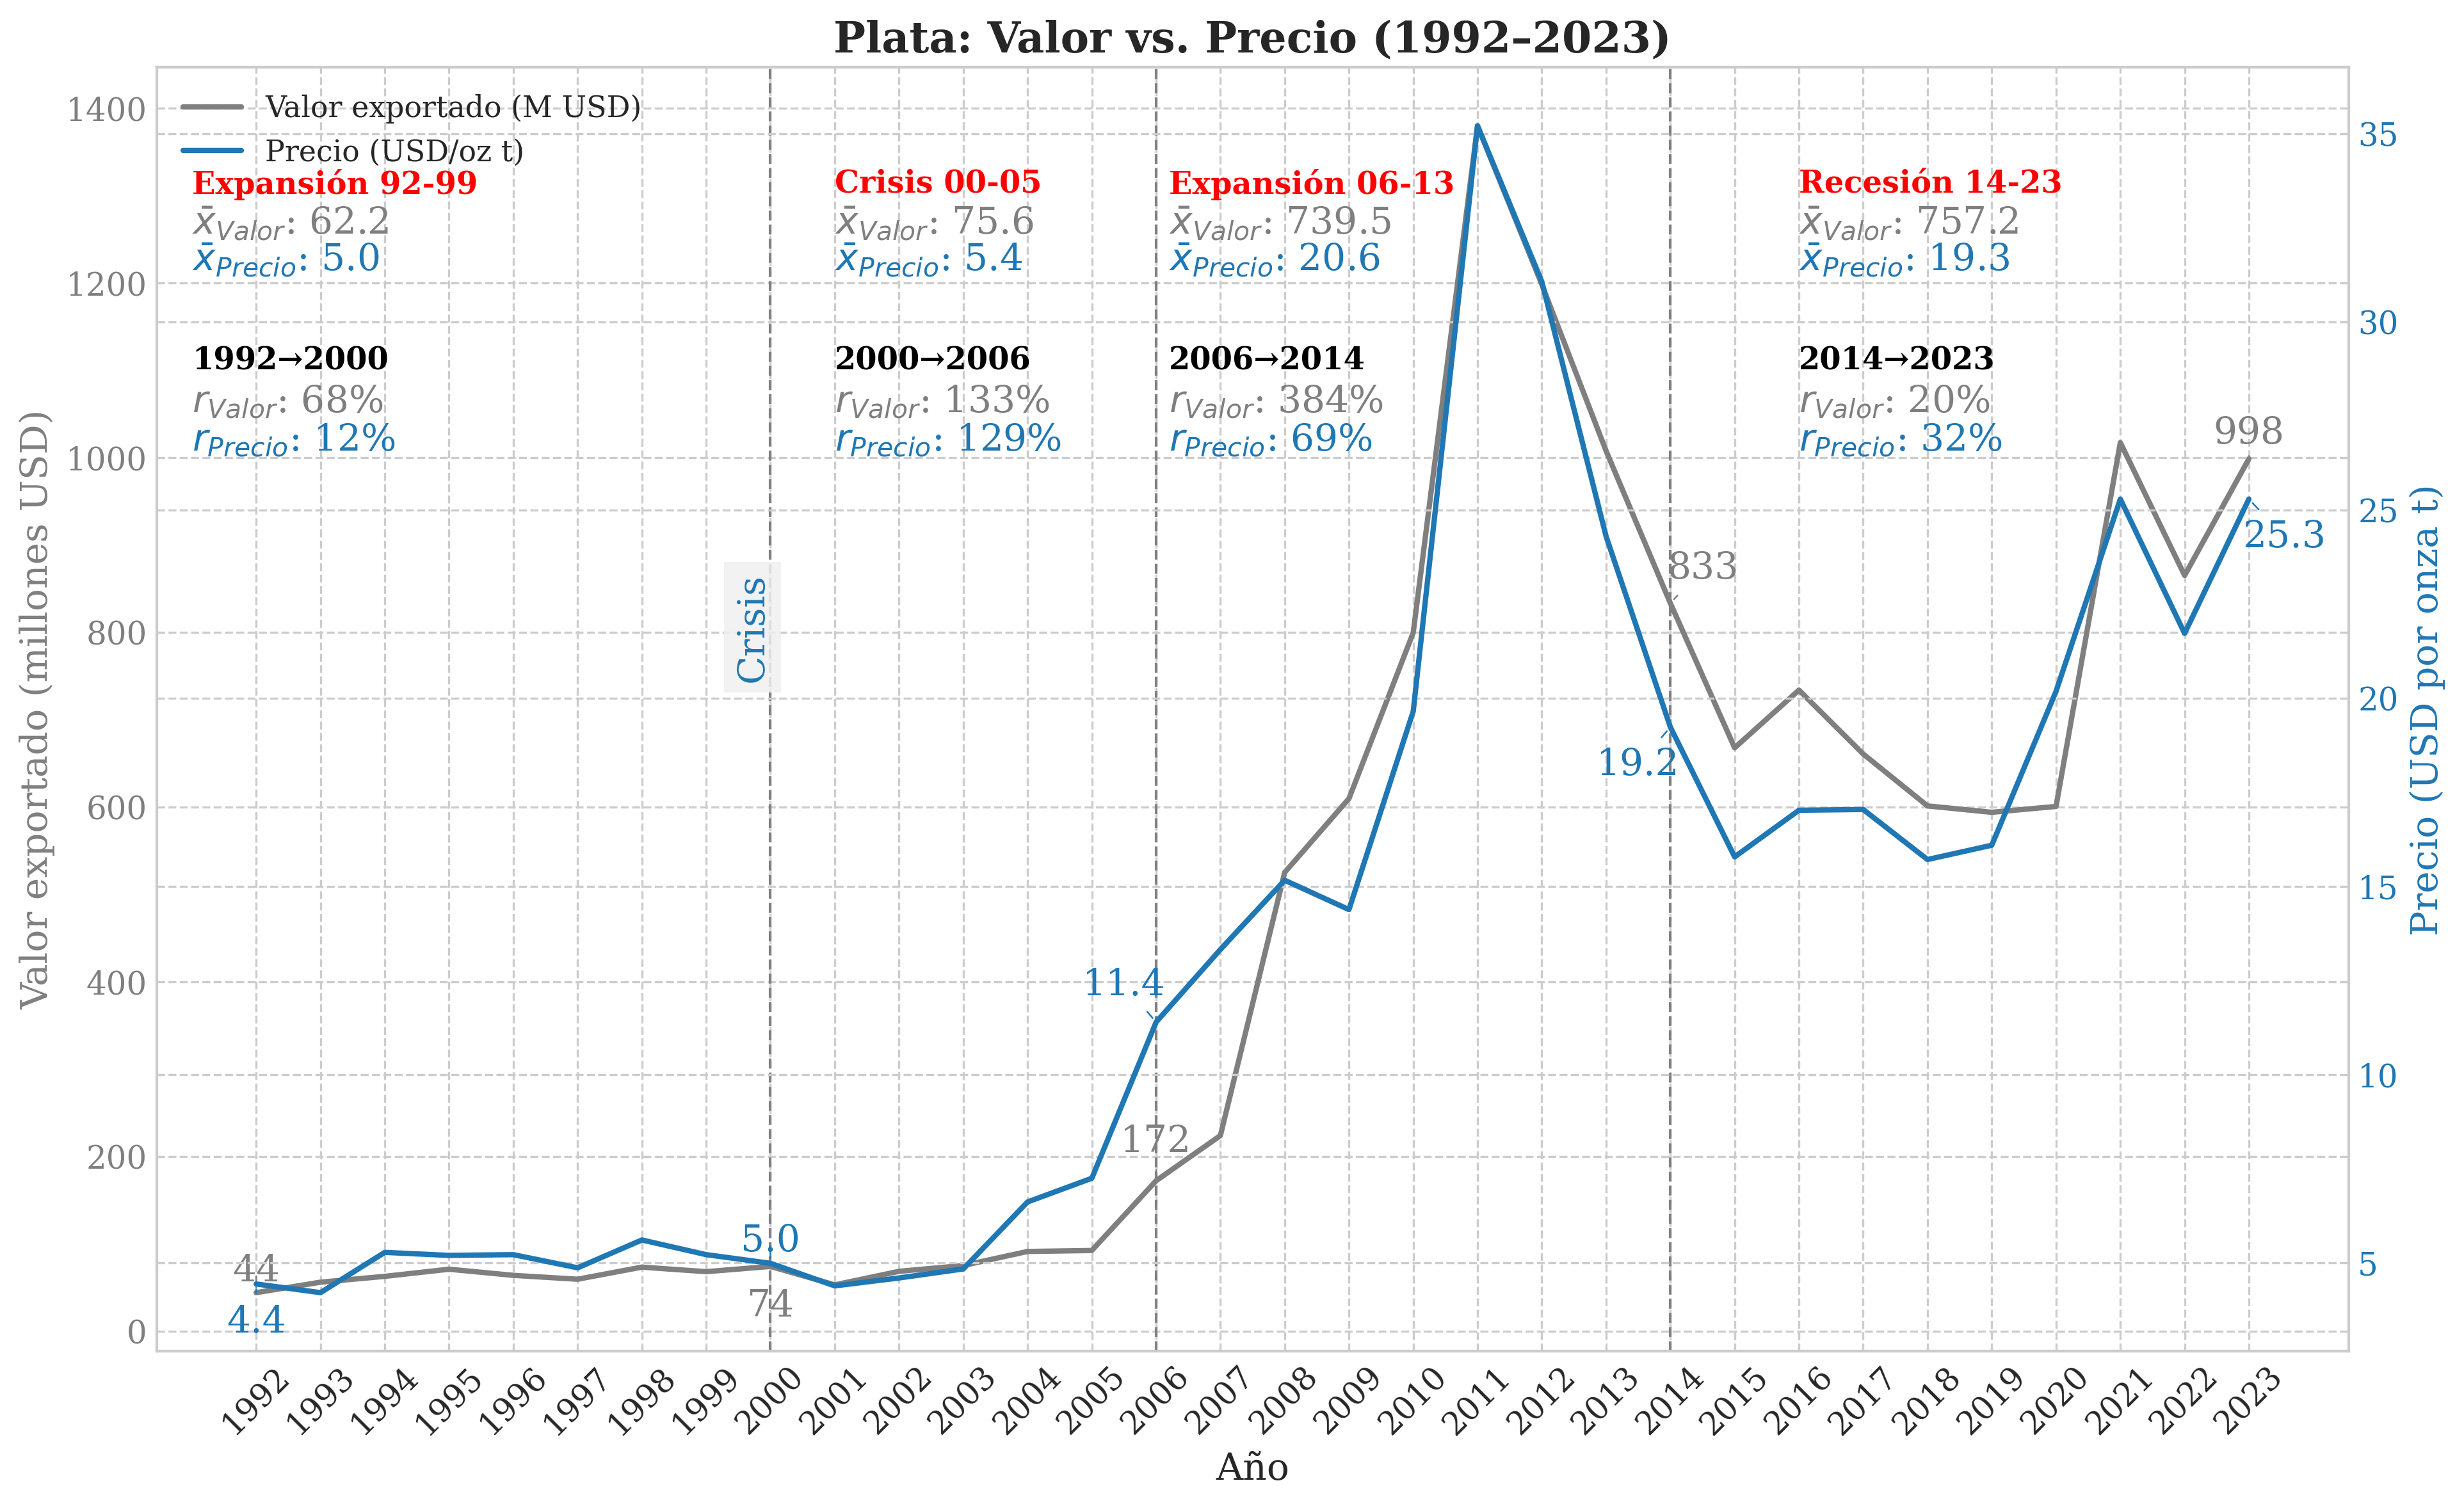 Plata: Valor vs. Precio (1992–2023)
Valor exportado (M USD)
Precio (USD/oz t)
Expansión 92-99
x̄Valor: 62.2
x̄Precio: 5.0
Crisis 00-05
x̄Valor: 75.6
x̄Precio: 5.4
Expansión 06-13
x̄Valor: 739.5
x̄Precio: 20.6
Recesión 14-23
x̄Valor: 757.2
x̄Precio: 19.3
1992→2000
rValor: 68%
rPrecio: 12%
2000→2006
rValor: 133%
rPrecio: 129%
2006→2014
rValor: 384%
rPrecio: 69%
2014→2023
rValor: 20%
rPrecio: 32%
Crisis
44
4.4
5.0
74
11.4
172
833
19.2
998
25.3
Valor exportado (millones USD)
1400
1200
1000
800
600
400
200
0
Precio (USD por onza t)
35
30
25
20
15
10
5
1992
1993
1994
1995
1996
1997
1998
1999
2000
2001
2002
2003
2004
2005
2006
2007
2008
2009
2010
2011
2012
2013
2014
2015
2016
2017
2018
2019
2020
2021
2022
2023
Año